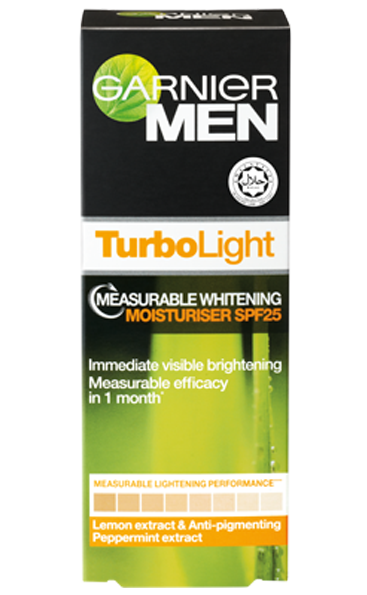 GARNIER
MEN
حلال
TurboLight
MEASURABLE WHITENING
MOISTURISER SPF25
Immediate visible brightening
Measurable efficacy
in 1 month*
MEASURABLE LIGHTENING PERFORMANCE
Lemon extract & Anti-pigmenting
Peppermint extract